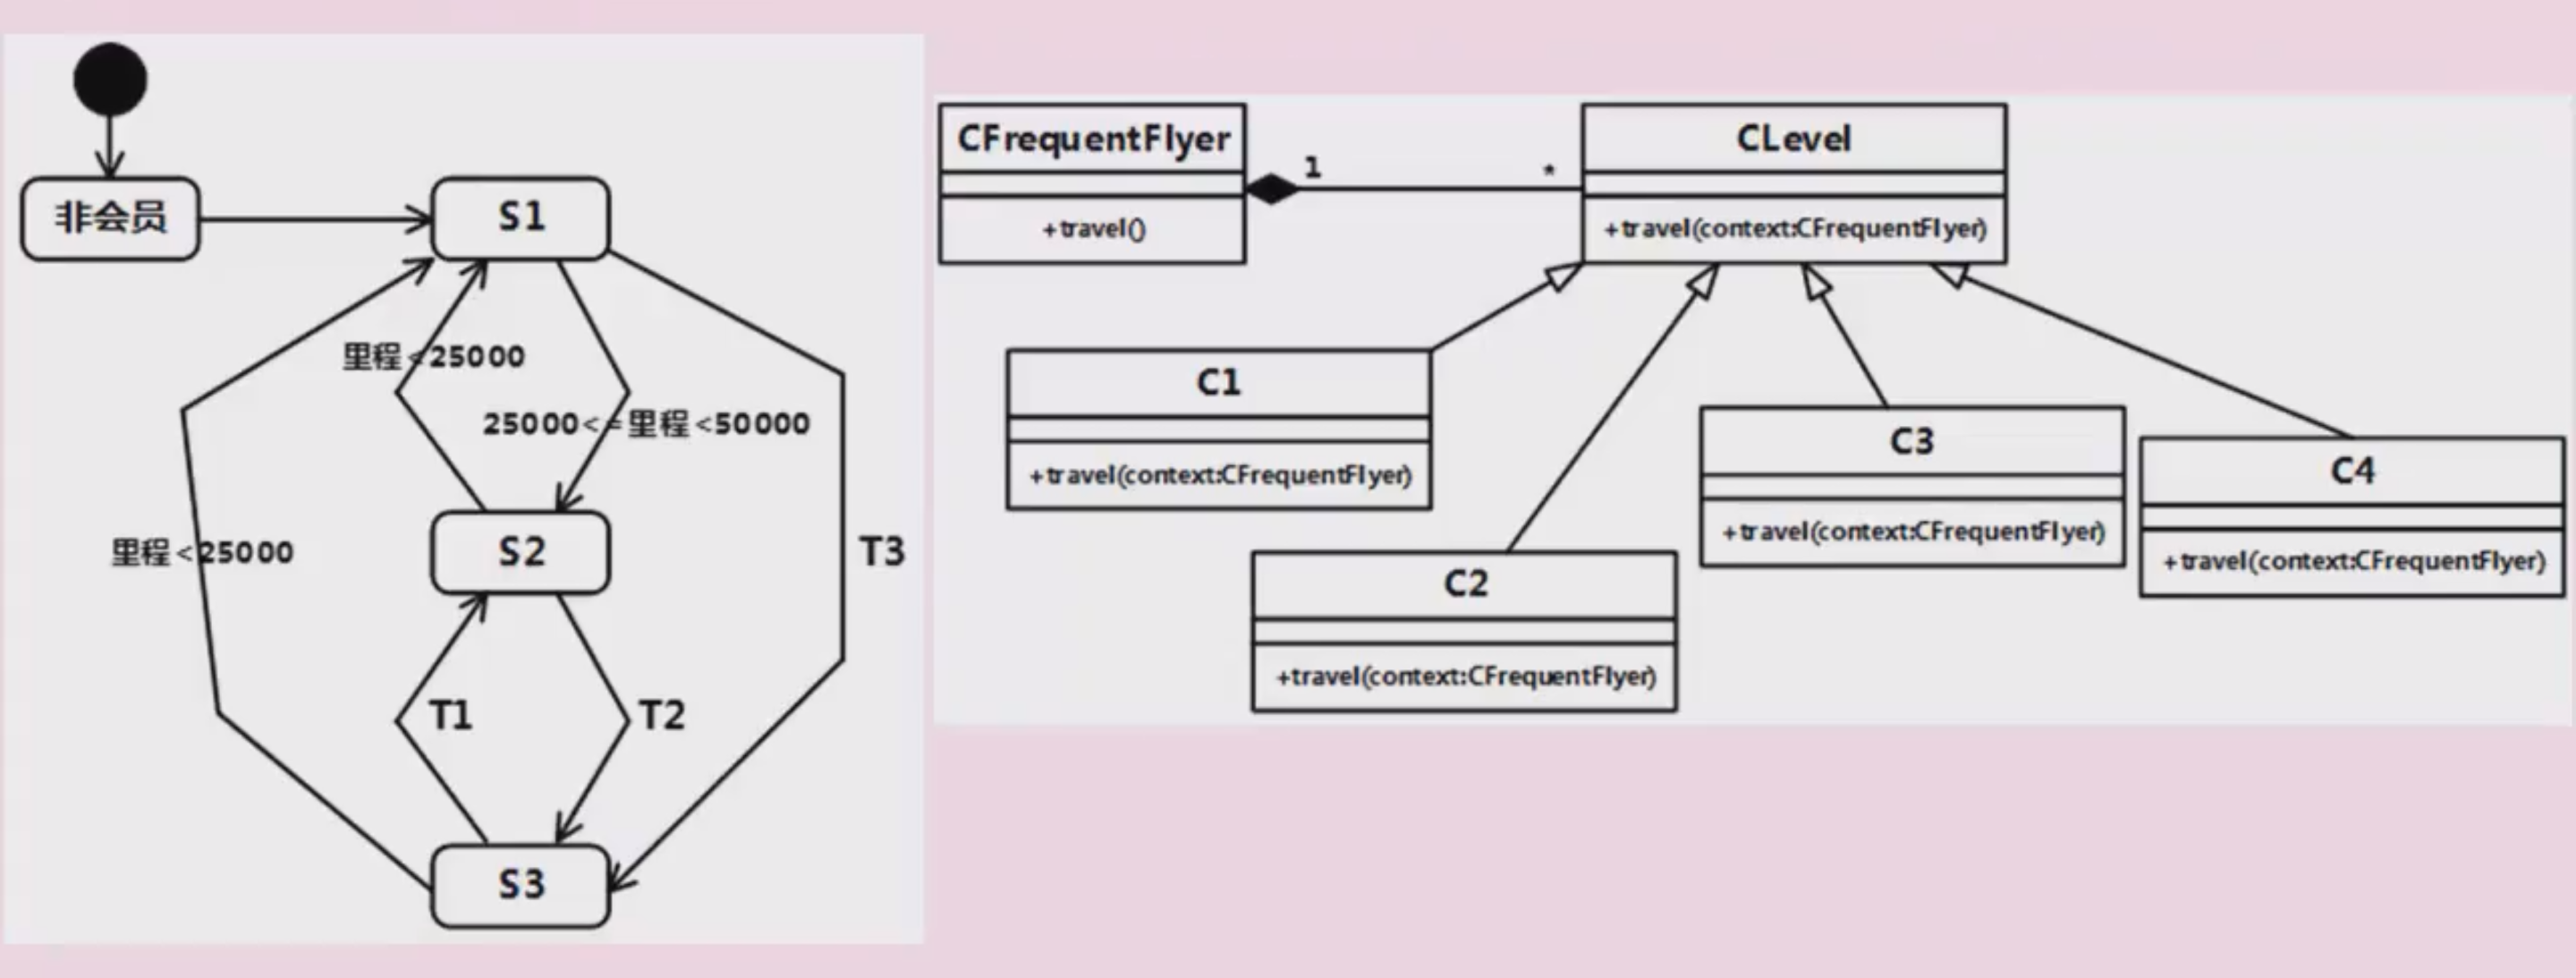 非会员
S1
里程<25000
25000<=里程<50000
里程<25000
S2
T3
T1
T2
S3
CFrequentFlyer
+travel()
1
*
CLevel
+travel(context:CFrequentFlyer)
C1
+travel(context:CFrequentFlyer)
C2
+travel(context:CFrequentFlyer)
C3
+travel(context:CFrequentFlyer)
C4
+travel(context:CFrequentFlyer)